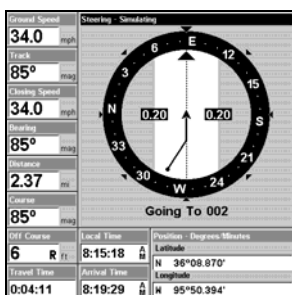 Ground Speed
34.0 mph
Track
85° mag
Closing Speed
34.0 mph
Bearing
85° mag
Distance
2.37 mi
Course
85° mag
Off Course
6 R ft
Travel Time
0:04:11
Steering - Simulating
E
12
15
S
21
24
W
30
33
N
3
6
0.20 0.20
Going To 002
Local Time
8:15:18 AM
Arrival Time
8:19:29 AM
Position - Degrees/Minutes
Latitude
N 36°08.870'
Longitude
W 95°50.394'